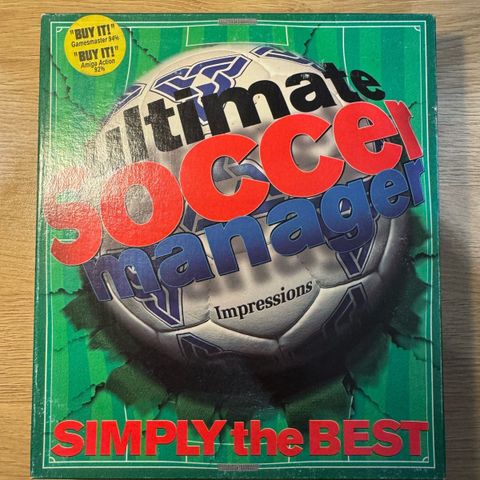 "BUY IT!"
Gamesmaster 94%
"BUY IT!"
Amiga Action
92%
ultimate
soccer
manager
Impressions
SIMPLY the BEST